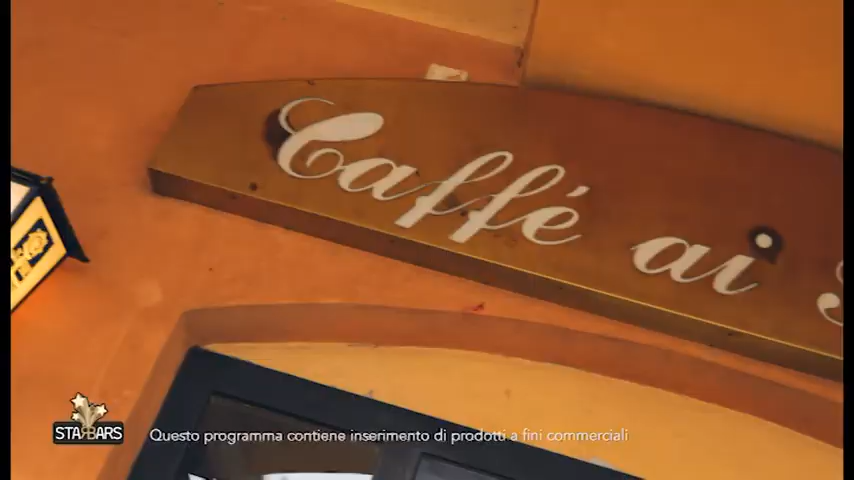 Caffé ai
STARBARS
Questo programma contiene inserimento di prodotti a fini commerciali